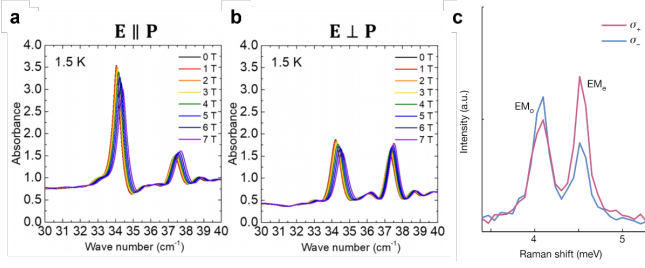 a
E ∥ P
1.5 K
0 T
1 T
2 T
3 T
4 T
5 T
6 T
7 T
4.0
3.5
3.0
2.5
2.0
1.5
1.0
0.5
0.0
Absorbance
30 31 32 33 34 35 36 37 38 39 40
Wave number (cm⁻¹)
b
E ⊥ P
1.5 K
0 T
1 T
2 T
3 T
4 T
5 T
6 T
7 T
4.0
3.5
3.0
2.5
2.0
1.5
1.0
0.5
0.0
Absorbance
30 31 32 33 34 35 36 37 38 39 40
Wave number (cm⁻¹)
c
σ₊
σ₋
EMₒ
EMₑ
Intensity (a.u.)
4 5
Raman shift (meV)